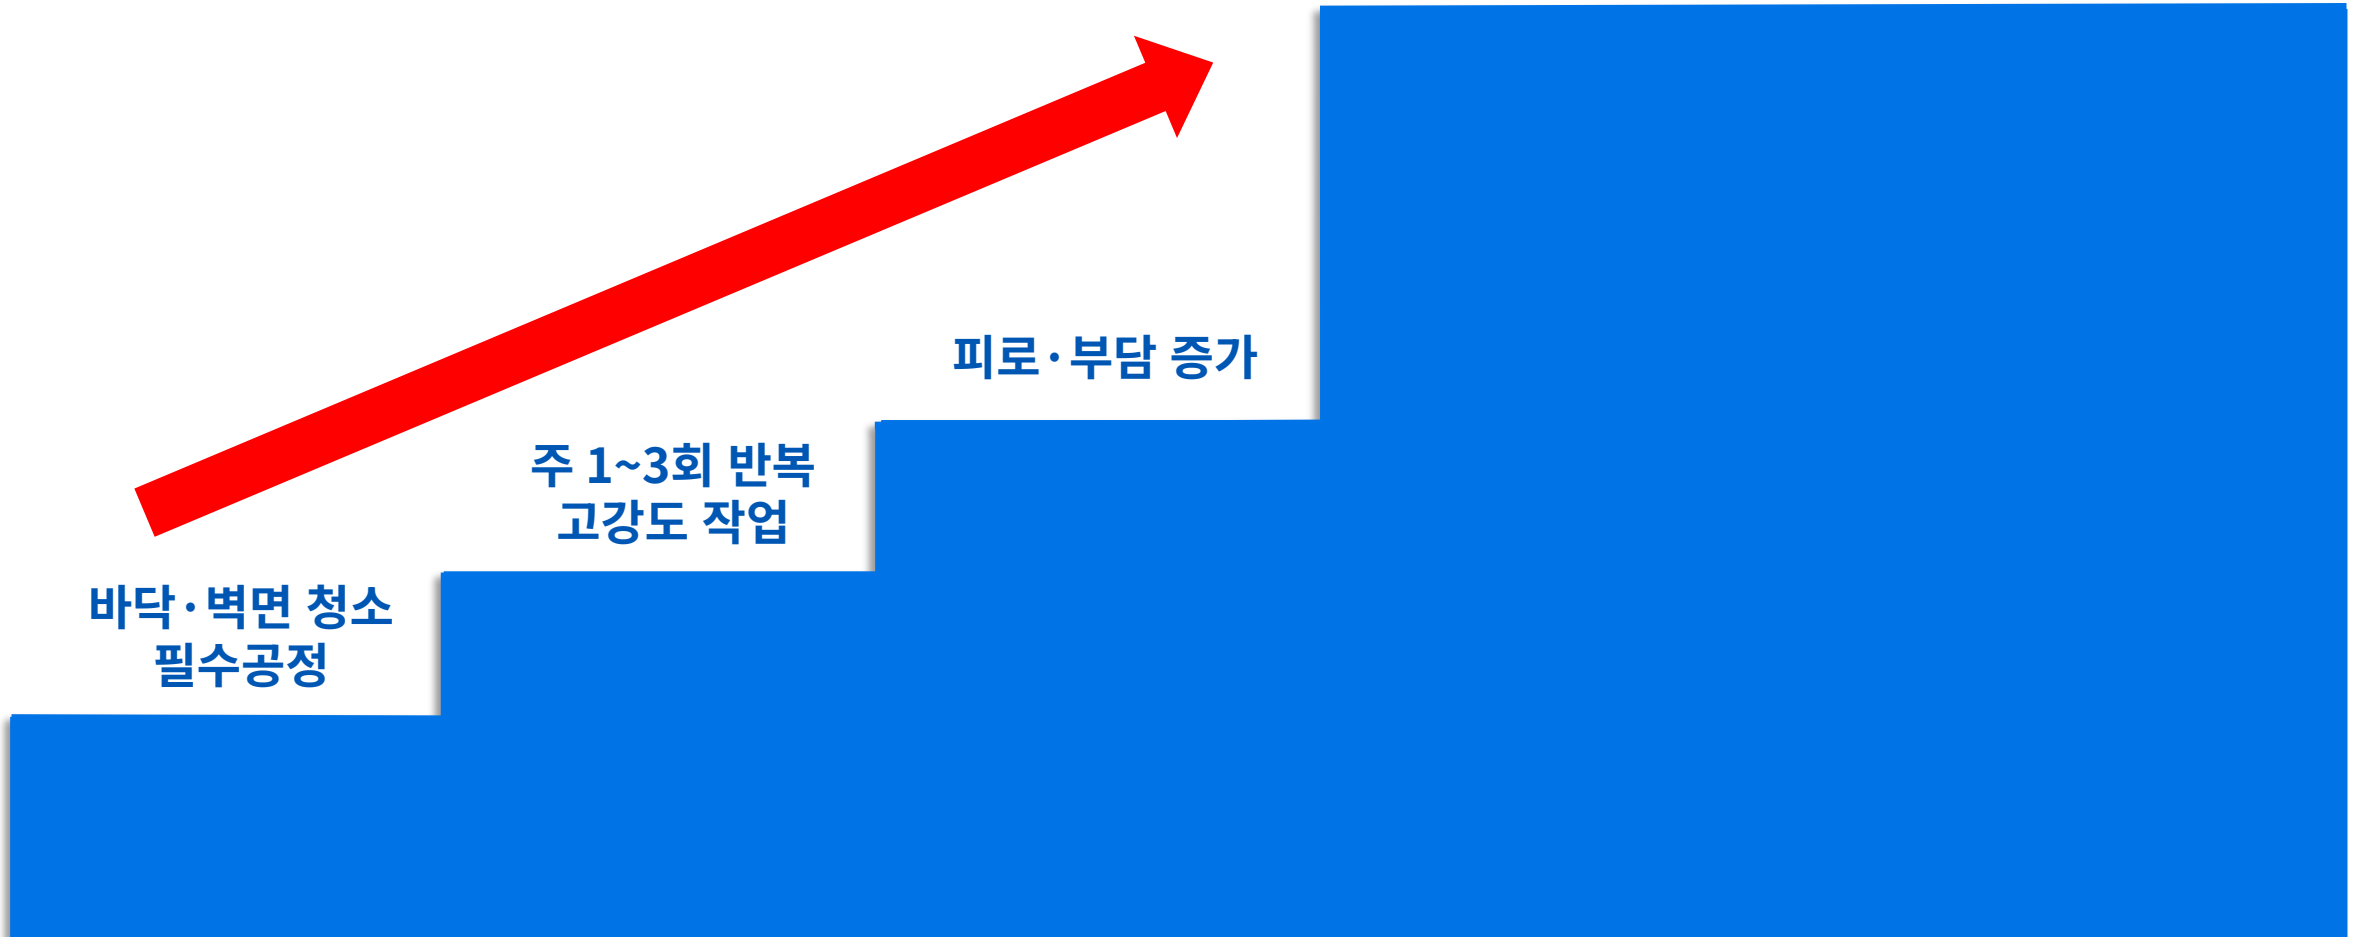 피로·부담 증가
주 1~3회 반복
고강도 작업
바닥·벽면 청소
필수공정